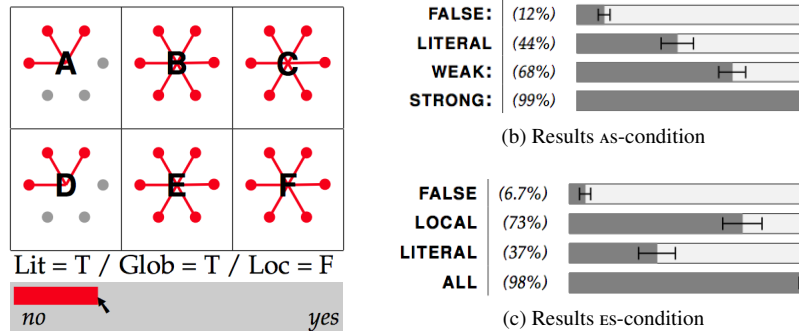 A B C
D E F
Lit = T / Glob = T / Loc = F
no yes
FALSE: (12%)
LITERAL (44%)
WEAK: (68%)
STRONG: (99%)
(b) Results AS-condition
FALSE (6.7%)
LOCAL (73%)
LITERAL (37%)
ALL (98%)
(c) Results ES-condition